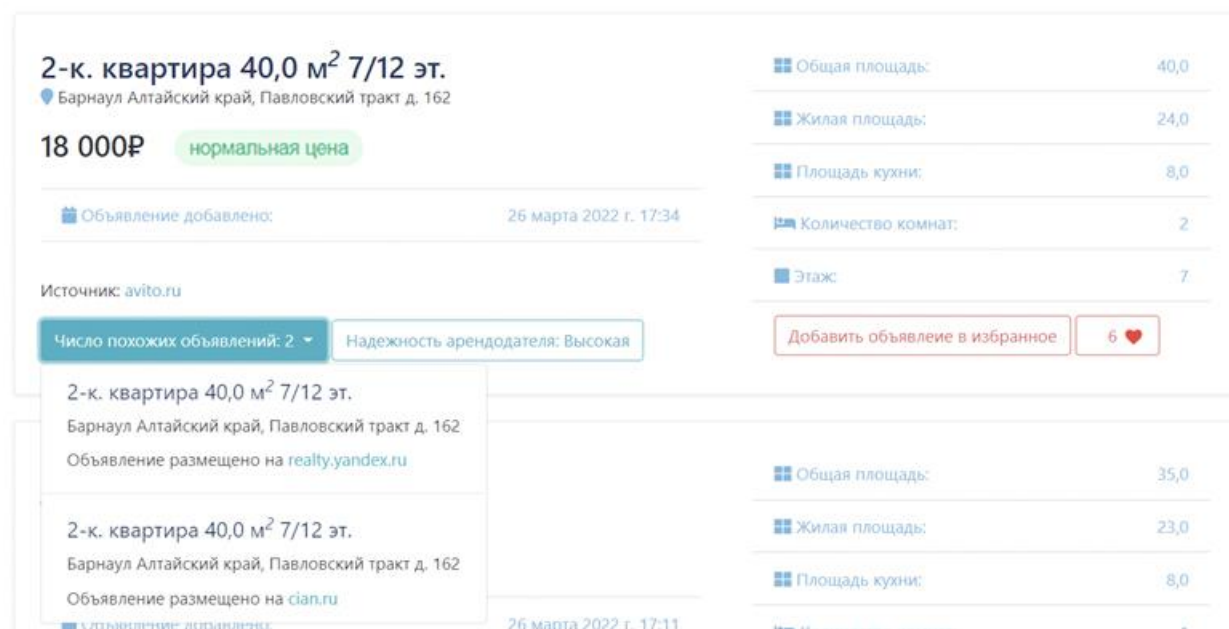 2-к. квартира 40,0 м² 7/12 эт.
Барнаул Алтайский край, Павловский тракт д. 162
18 000₽ нормальная цена
Объявление добавлено: 26 марта 2022 г. 17:34
Источник: avito.ru
Число похожих объявлений: 2 Надежность арендодателя: Высокая
2-к. квартира 40,0 м² 7/12 эт.
Барнаул Алтайский край, Павловский тракт д. 162
Объявление размещено на realty.yandex.ru
2-к. квартира 40,0 м² 7/12 эт.
Барнаул Алтайский край, Павловский тракт д. 162
Объявление размещено на cian.ru
Объявление добавлено: 26 марта 2022 г. 17:11
Общая площадь: 40,0
Жилая площадь: 24,0
Площадь кухни: 8,0
Количество комнат: 2
Этаж: 7
Добавить объявлеие в избранное 6
Общая площадь: 35,0
Жилая площадь: 23,0
Площадь кухни: 8,0